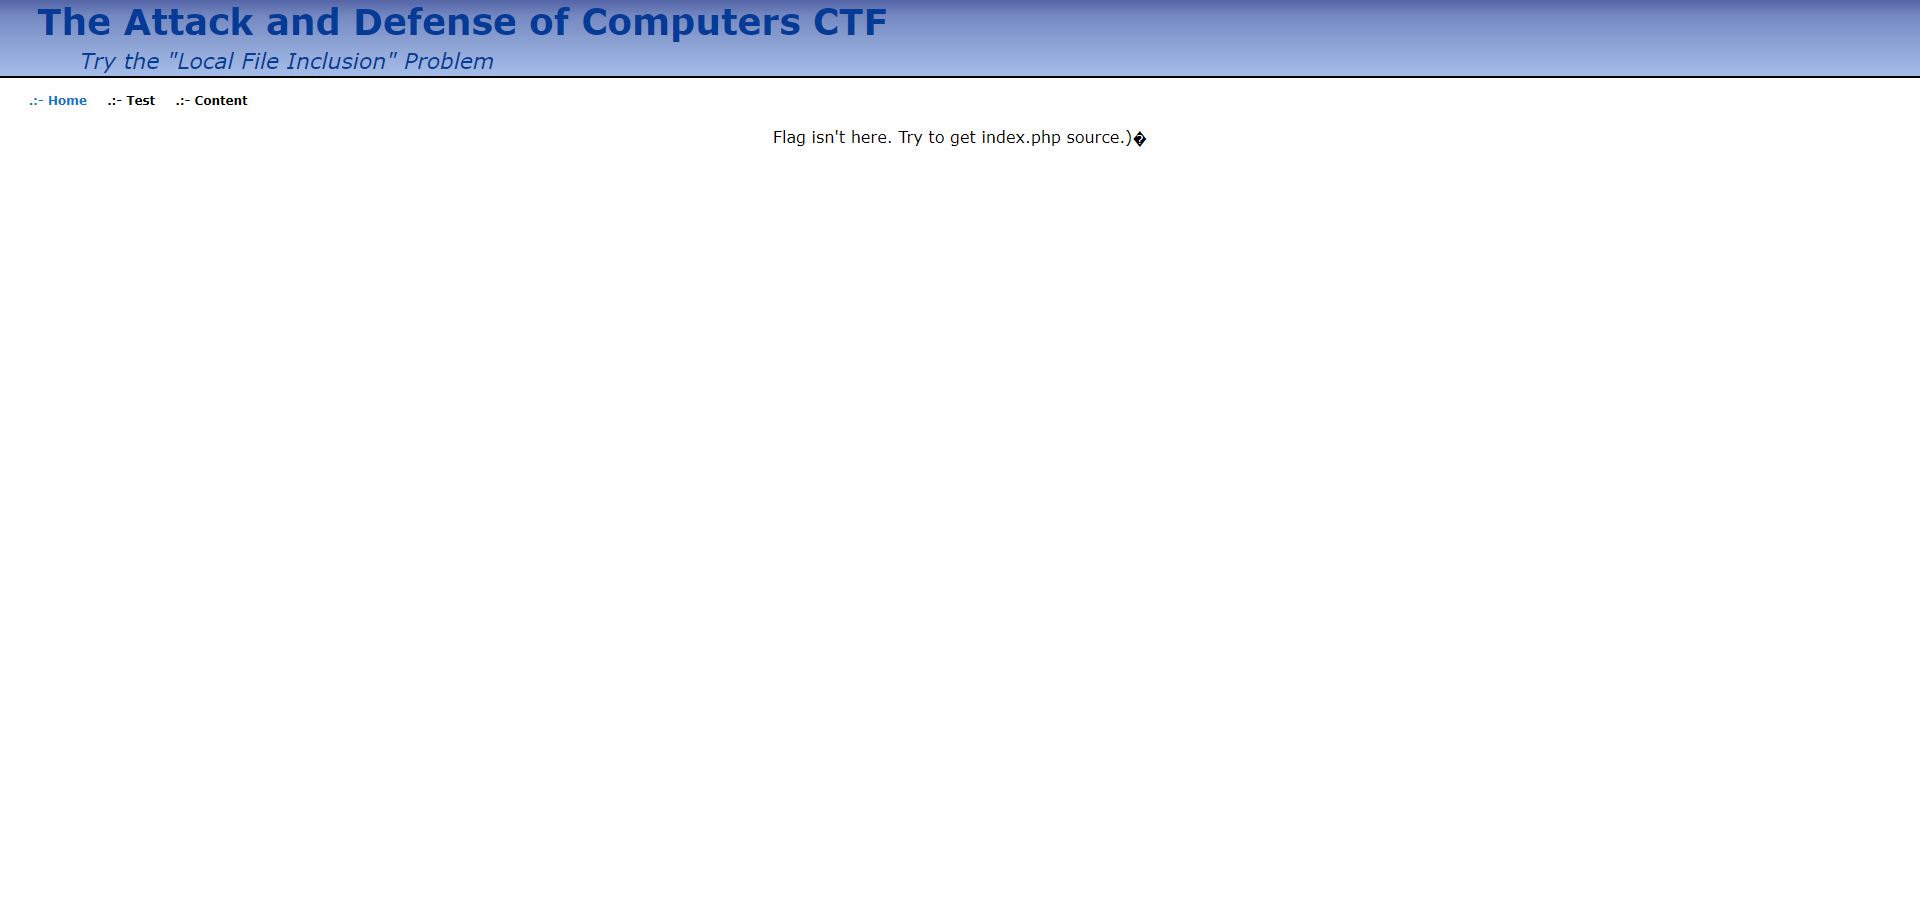 The Attack and Defense of Computers CTF
Try the "Local File Inclusion" Problem
.:- Home .:- Test .:- Content
Flag isn't here. Try to get index.php source.)�